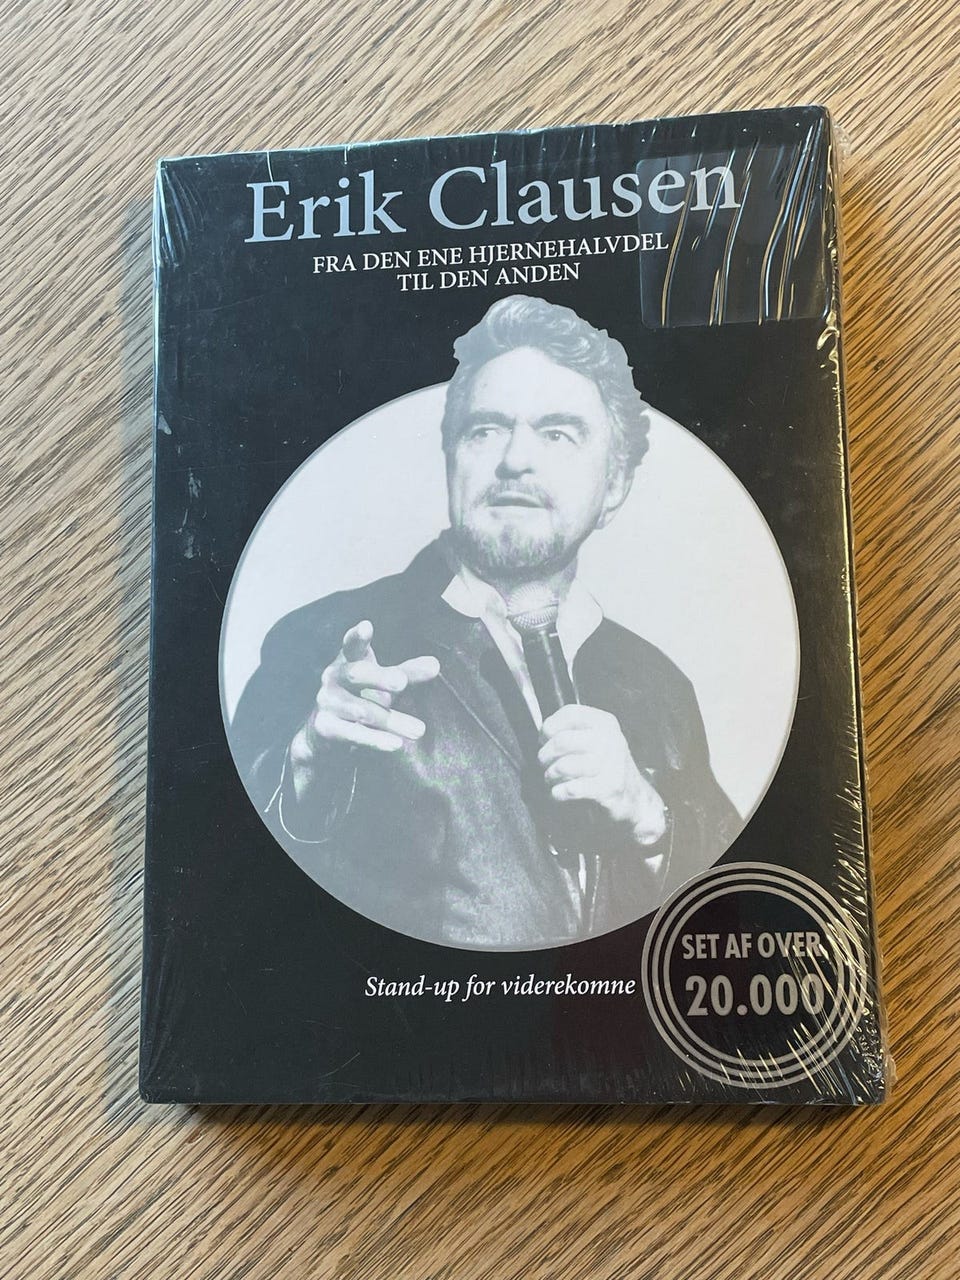 Erik Clausen
FRA DEN ENE HJERNEHALVDEL
TIL DEN ANDEN
Stand-up for viderekomne
SET AF OVER
20.000